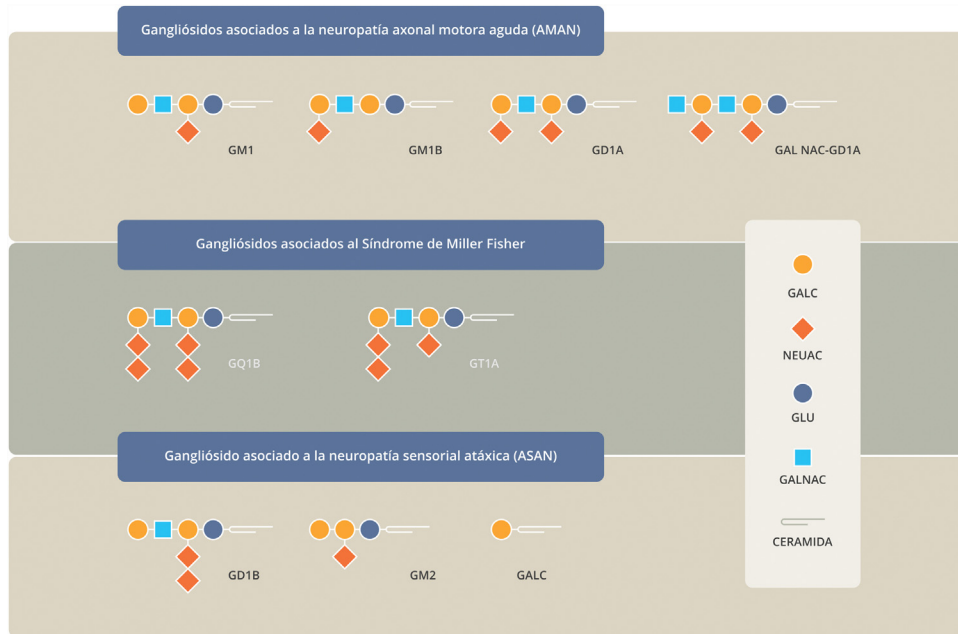 Gangliósidos asociados a la neuropatía axonal motora aguda (AMAN)
GM1
GM1B
GD1A
GAL NAC-GD1A
Gangliósidos asociados al Síndrome de Miller Fisher
GQ1B
GT1A
Gangliósido asociado a la neuropatía sensorial atáxica (ASAN)
GD1B
GM2
GALC
GALC
NEUAC
GLU
GALNAC
CERAMIDA